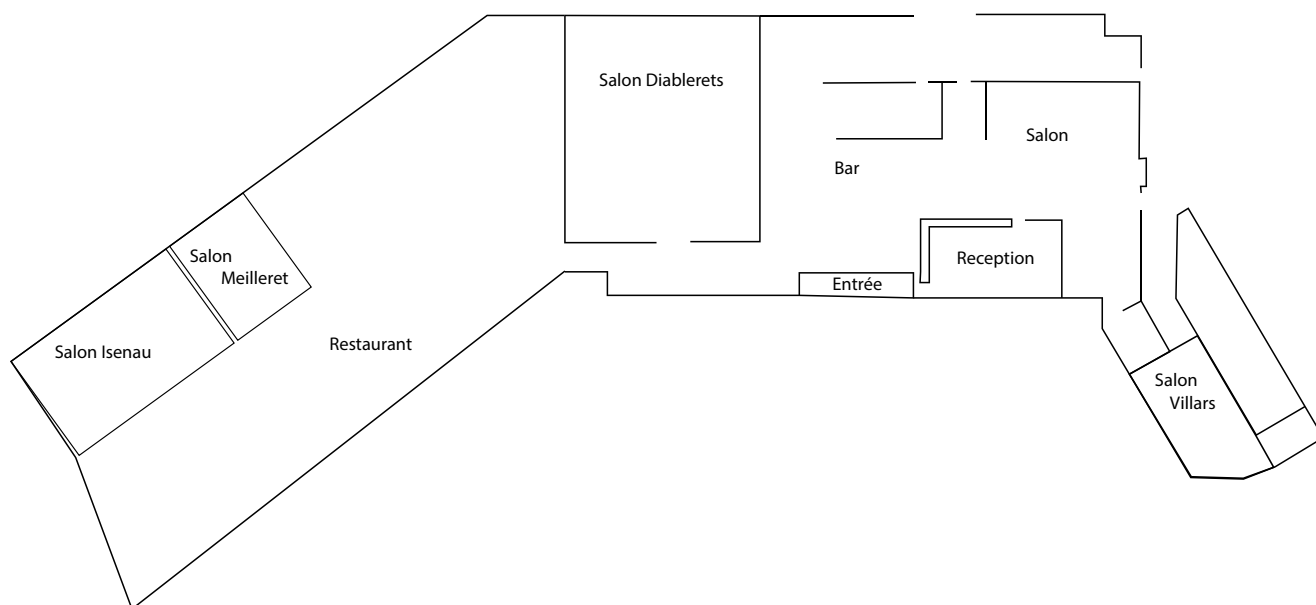 Salon Diablerets
Salon
Bar
Salon
Meilleret
Reception
Entrée
Restaurant
Salon Isenau
Salon
Villars